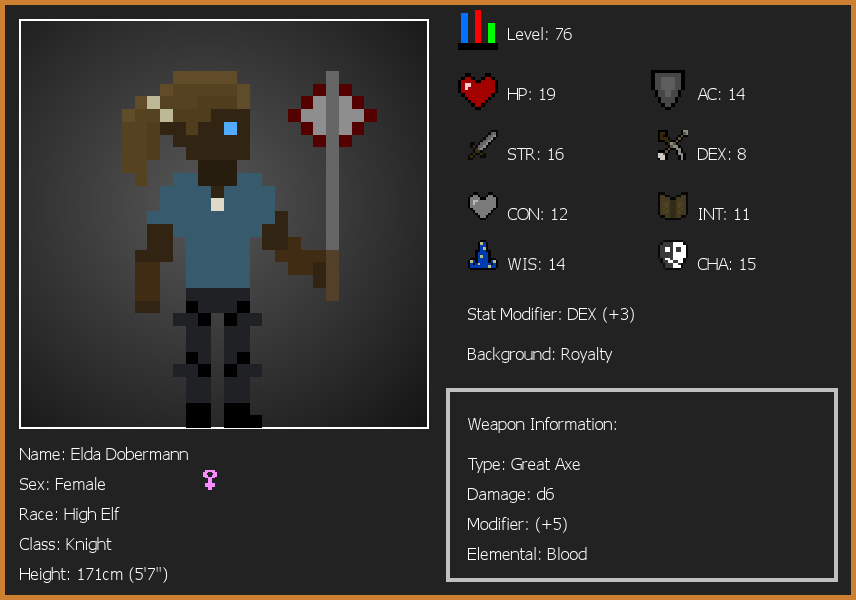 Level: 76
HP: 19
AC: 14
STR: 16
DEX: 8
CON: 12
INT: 11
WIS: 14
CHA: 15
Stat Modifier: DEX (+3)
Background: Royalty
Weapon Information:
Type: Great Axe
Damage: d6
Modifier: (+5)
Elemental: Blood
Name: Elda Dobermann
Sex: Female
Race: High Elf
Class: Knight
Height: 171cm (5'7")